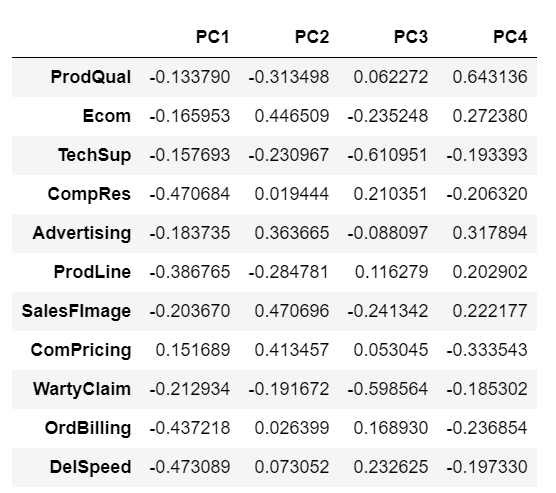 PC1 PC2 PC3 PC4
ProdQual -0.133790 -0.313498 0.062272 0.643136
Ecom -0.165953 0.446509 -0.235248 0.272380
TechSup -0.157693 -0.230967 -0.610951 -0.193393
CompRes -0.470684 0.019444 0.210351 -0.206320
Advertising -0.183735 0.363665 -0.088097 0.317894
ProdLine -0.386765 -0.284781 0.116279 0.202902
SalesFImage -0.203670 0.470696 -0.241342 0.222177
ComPricing 0.151689 0.413457 0.053045 -0.333543
WartyClaim -0.212934 -0.191672 -0.598564 -0.185302
OrdBilling -0.437218 0.026399 0.168930 -0.236854
DelSpeed -0.473089 0.073052 0.232625 -0.197330